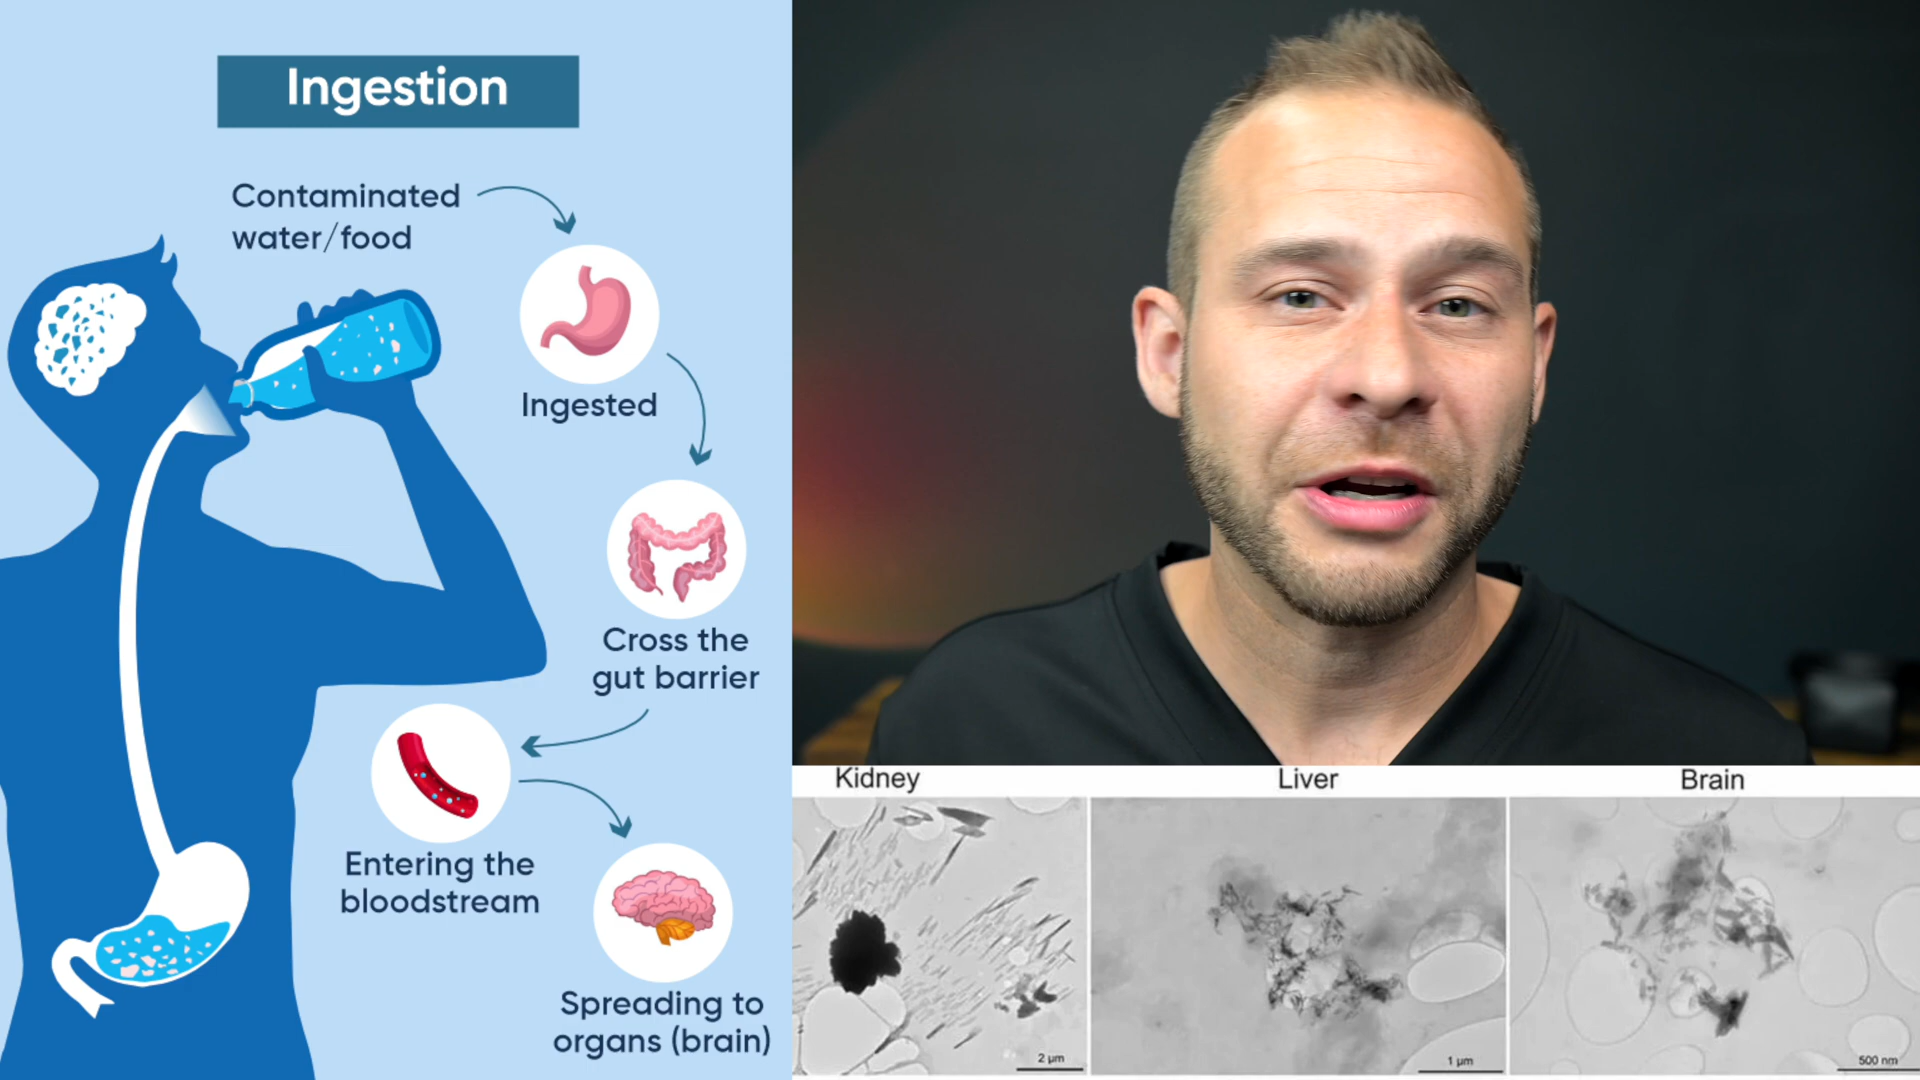 Ingestion
Contaminated
water/food
Ingested
Cross the
gut barrier
Entering the
bloodstream
Spreading to
organs (brain)
Kidney
Liver
Brain
2 µm
1 µm
500 nm